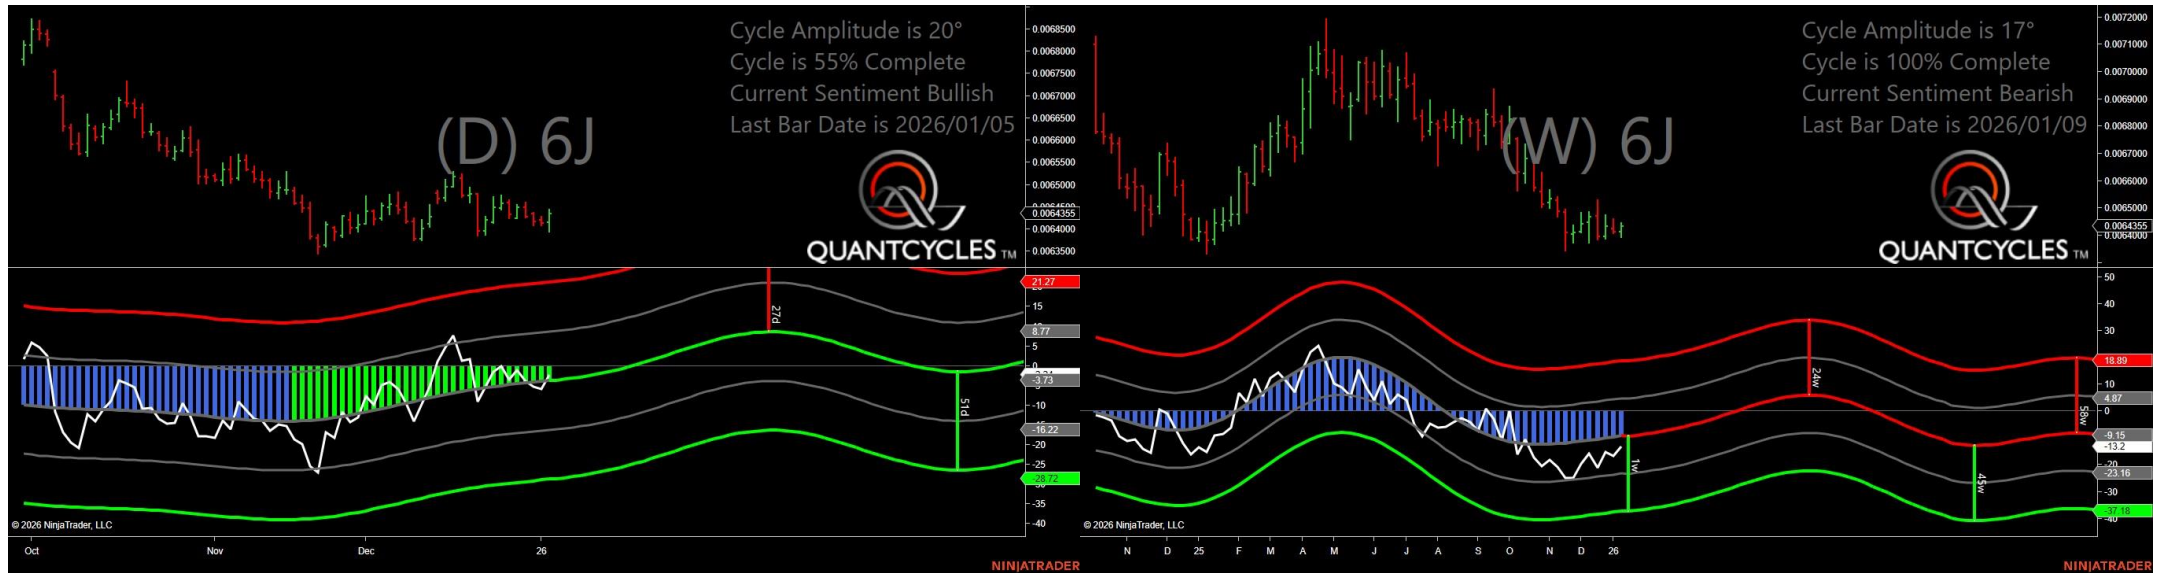 Cycle Amplitude is 20°
Cycle is 55% Complete
Current Sentiment Bullish
Last Bar Date is 2026/01/05
(D) 6J
QUANTCYCLES TM
0.0068500
0.0068000
0.0067500
0.0067000
0.0066500
0.0066000
0.0065500
0.0065000
0.0064355
0.0064000
0.0063500
21.27
15
8.77
5
0
-3.73
-10
-16.22
-20
-25
-28.72
-35
-40
27d
51d
© 2026 NinjaTrader, LLC
Oct
Nov
Dec
26
NINJATRADER
Cycle Amplitude is 17°
Cycle is 100% Complete
Current Sentiment Bearish
Last Bar Date is 2026/01/09
(W) 6J
QUANTCYCLES TM
0.0072000
0.0071000
0.0070000
0.0069000
0.0068000
0.0067000
0.0066000
0.0065000
0.0064355
0.0064000
50
40
30
18.89
10
4.87
0
-9.15
-13.2
-23.16
-30
-37.18
-40
1w
24w
45w
58w
© 2026 NinjaTrader, LLC
N
D
25
F
M
A
M
J
J
A
S
O
N
D
26
NINJATRADER